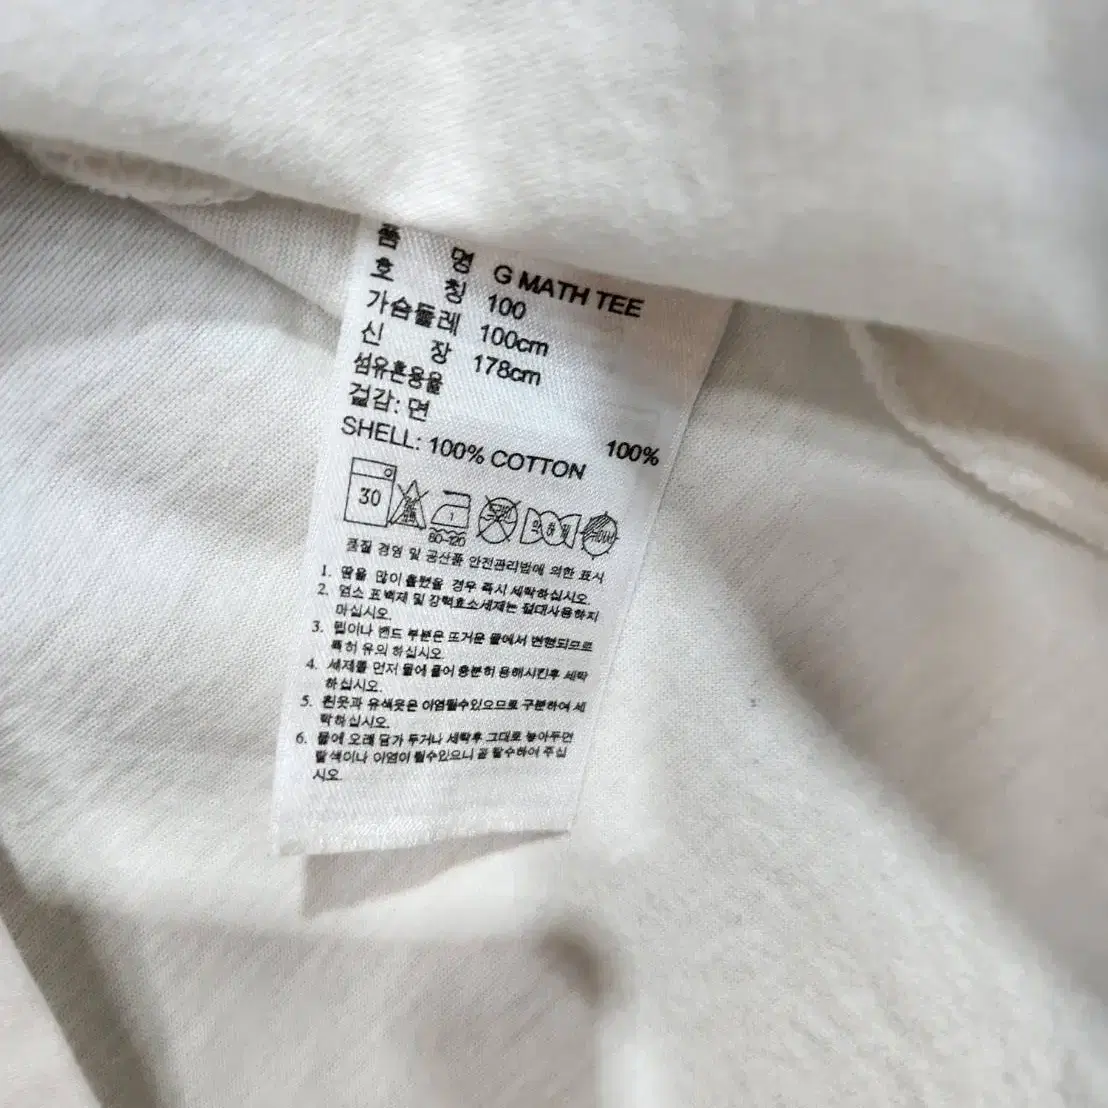 품 명 G MATH TEE
호 칭 100
가슴둘레 100cm
신 장 178cm
섬유혼용율
겉감: 면 100%
SHELL: 100% COTTON
30 60-120 약하게
품질 경영 및 공산품 안전관리법에 의한 표시
1. 땀을 많이 흘렸을 경우 즉시 세탁하십시오.
2. 염소 표백제 및 강력효소세제는 절대사용하지
마십시오.
3. 립이나 밴드 부분은 뜨거운 물에서 변형되므로
특히 유의 하십시오.
4. 세제를 먼저 물에 풀어 충분히 용해시킨후 세탁
하십시오.
5. 흰옷과 유색옷은 이염될수있으므로 구분하여 세
탁하십시오.
6. 물에 오래 담가 두거나 세탁후 그대로 놓아두면
탈색이나 이염이 될수있으니 곧 탈수하여 주십
시오.